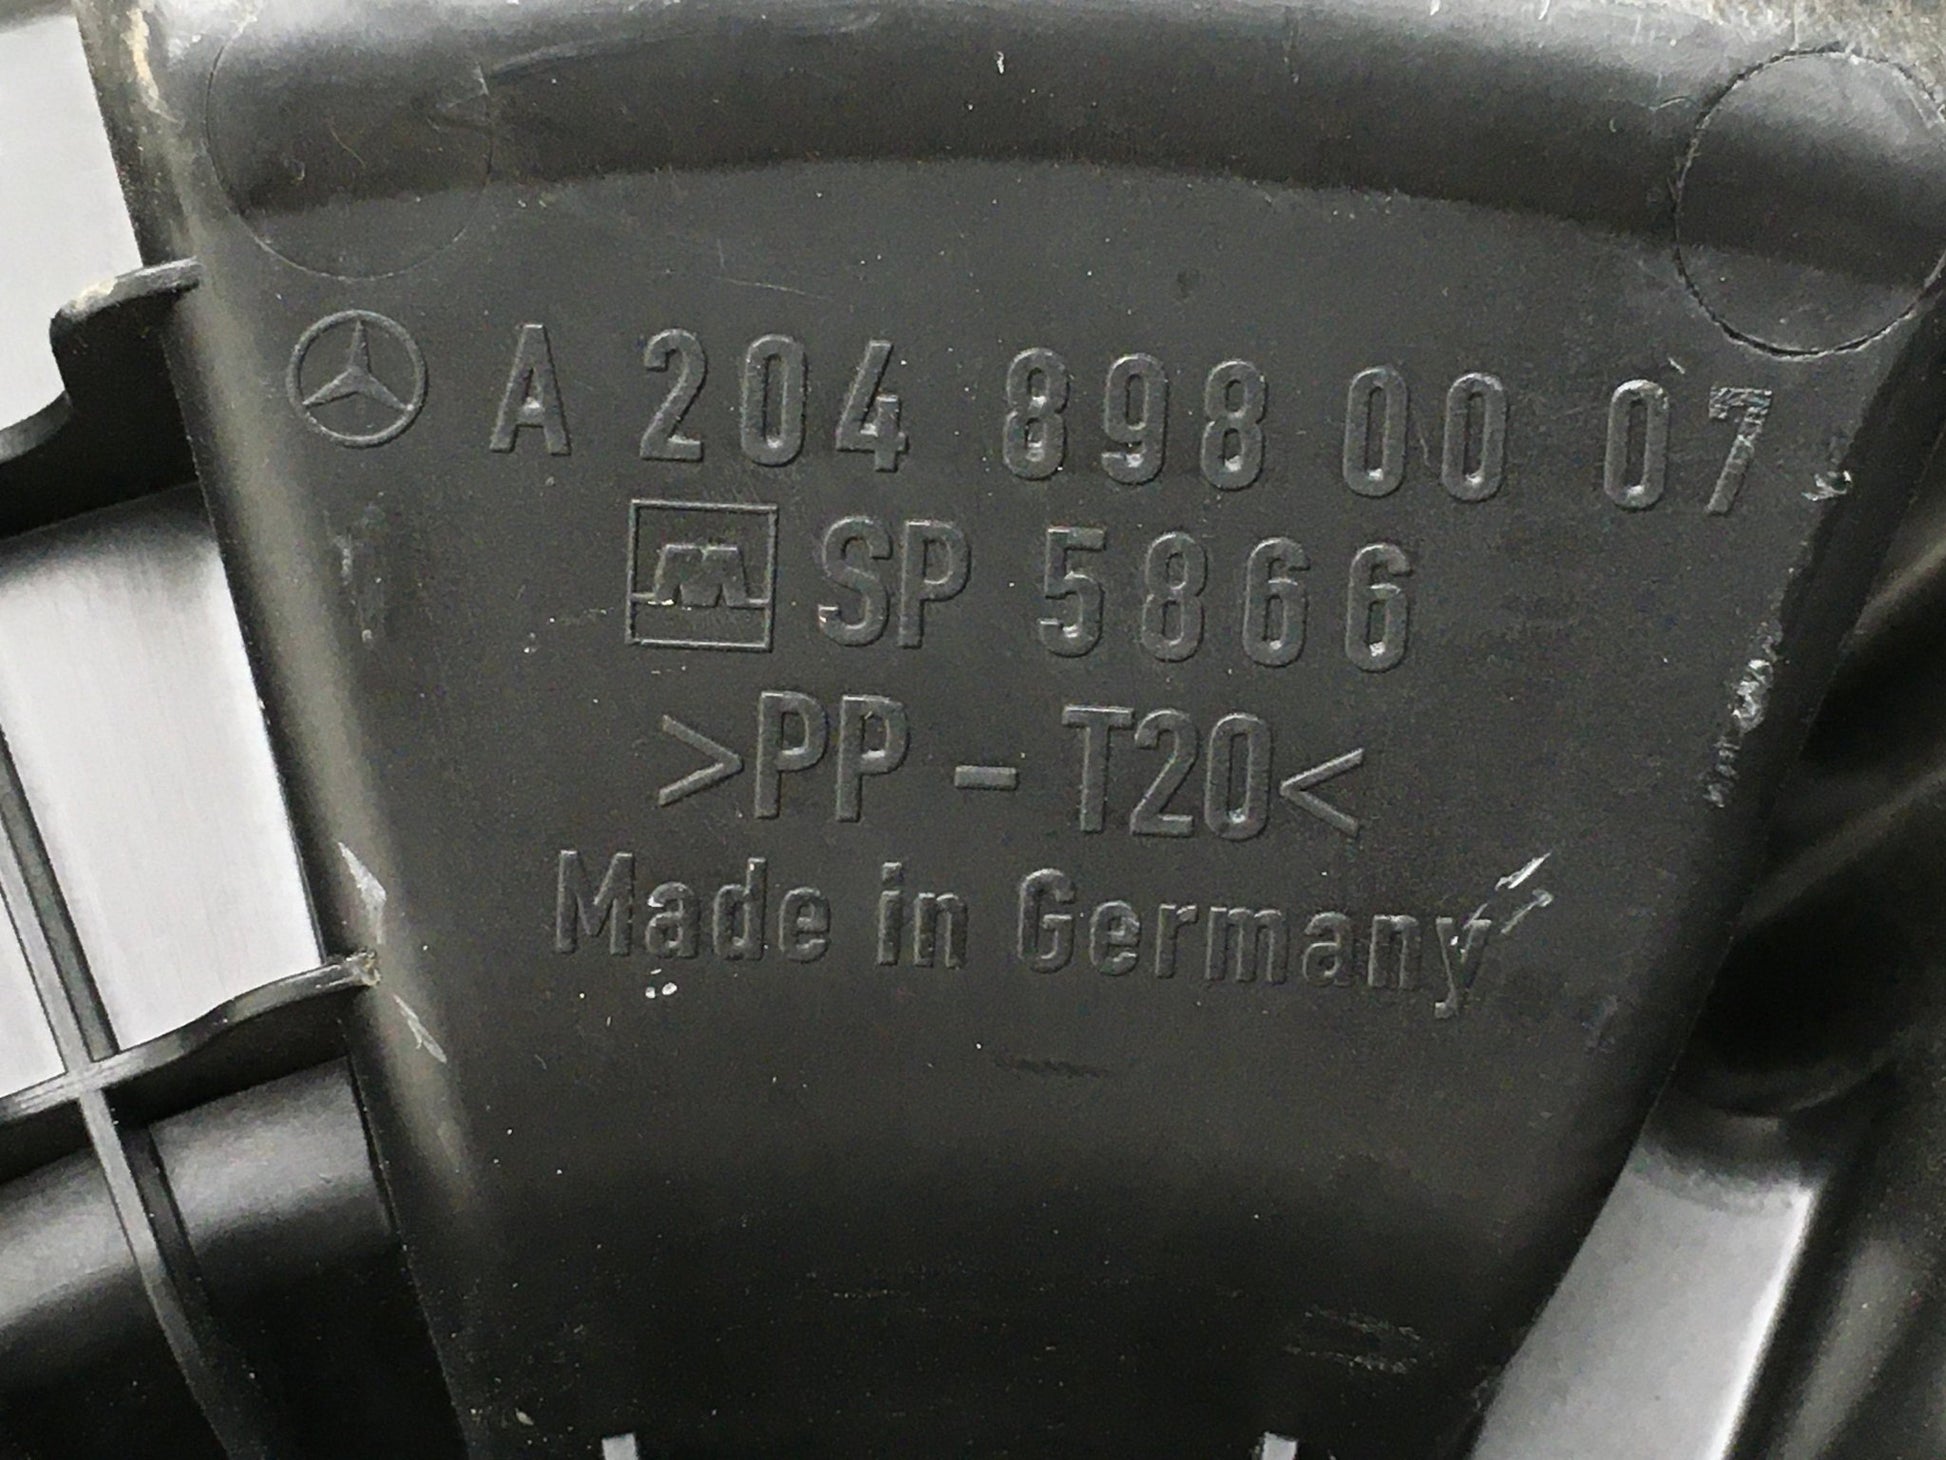 A 204 898 00 07
M SP 5866
>PP - T20<
Made in Germany